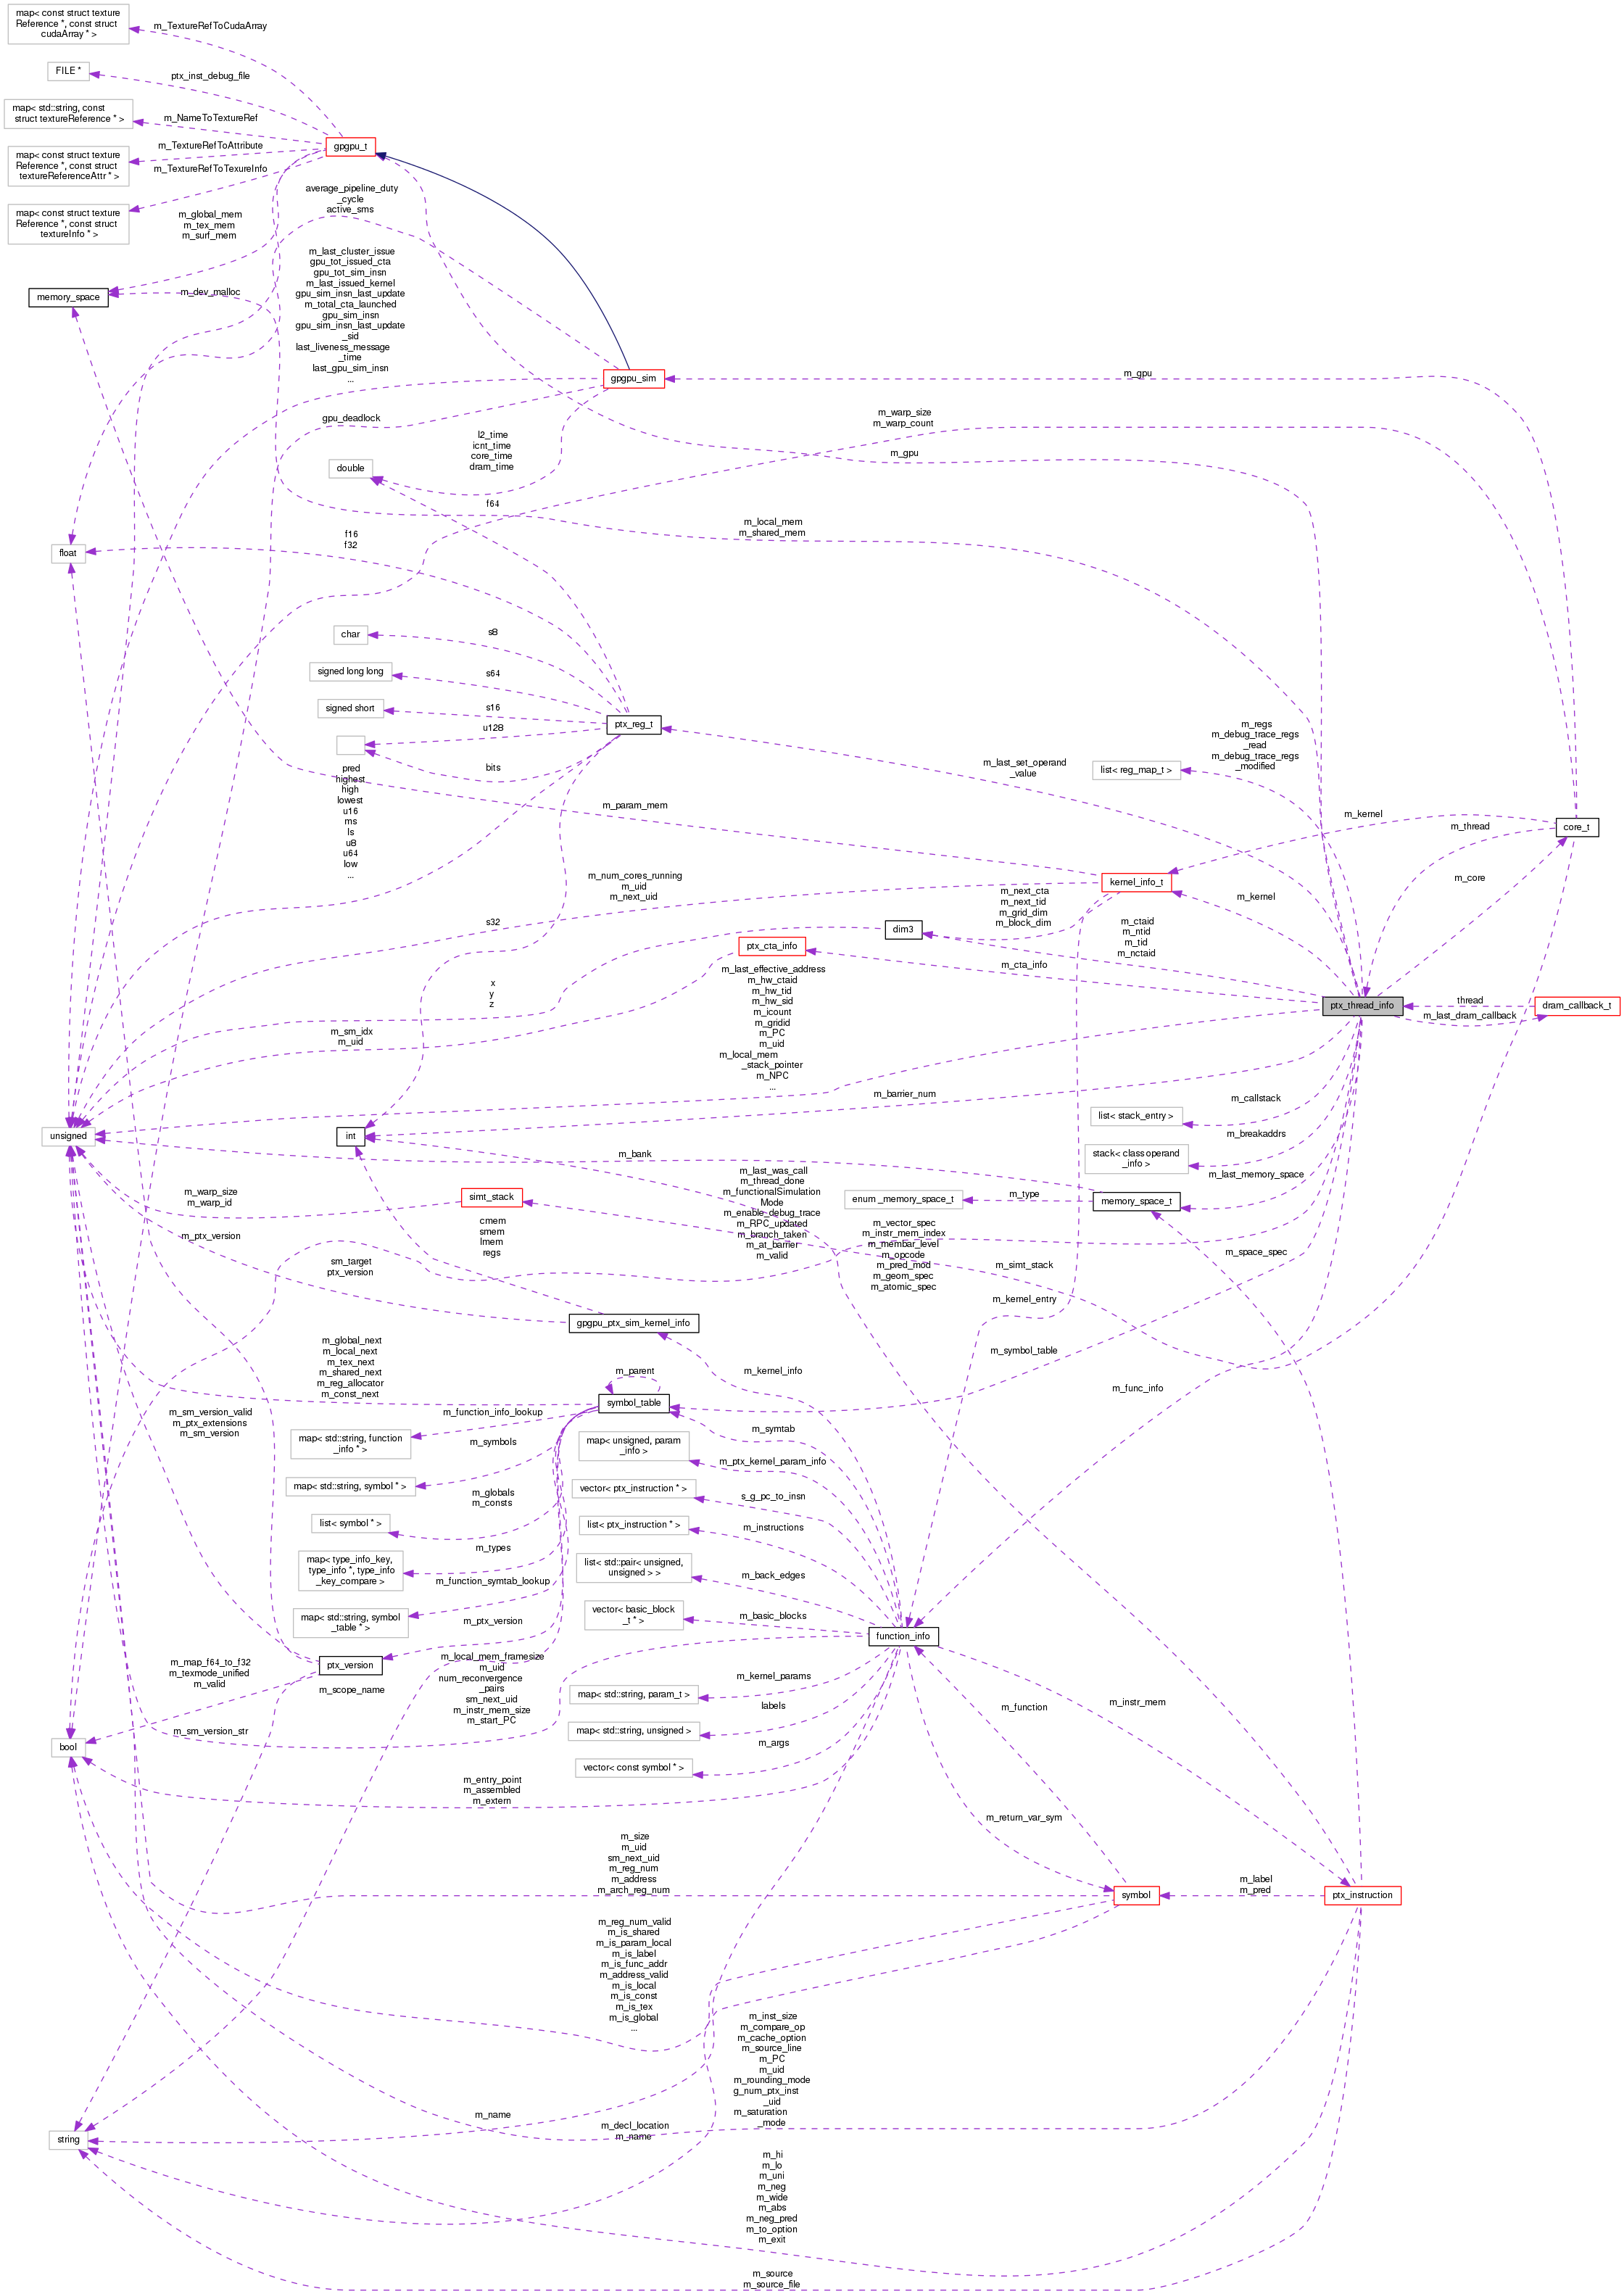 map< const struct texture
Reference *, const struct
cudaArray * >
m_TextureRefToCudaArray
FILE *
ptx_inst_debug_file
map< std::string, const
struct textureReference * >
m_NameToTextureRef
gpgpu_t
map< const struct texture
Reference *, const struct
textureReferenceAttr * >
m_TextureRefToAttribute
m_TextureRefToTexureInfo
map< const struct texture
Reference *, const struct
textureInfo * >
m_global_mem
m_tex_mem
m_surf_mem
average_pipeline_duty
_cycle
active_sms
memory_space
m_dev_malloc
m_last_cluster_issue
gpu_tot_issued_cta
gpu_tot_sim_insn
m_last_issued_kernel
gpu_sim_insn_last_update
m_total_cta_launched
gpu_sim_insn
gpu_sim_insn_last_update
_sid
last_liveness_message
_time
last_gpu_sim_insn
...
gpgpu_sim
m_gpu
gpu_deadlock
m_warp_size
m_warp_count
l2_time
icnt_time
core_time
dram_time
m_gpu
double
f64
m_local_mem
m_shared_mem
float
f16
f32
char
s8
signed long long
s64
signed short
s16
ptx_reg_t
u128
bits
m_last_set_operand
_value
list< reg_map_t >
m_regs
m_debug_trace_regs
_read
m_debug_trace_regs
_modified
pred
highest
high
lowest
u16
ms
ls
u8
u64
low
...
m_param_mem
m_kernel
m_thread
core_t
m_num_cores_running
m_uid
m_next_uid
kernel_info_t
m_kernel
m_core
m_next_cta
m_next_tid
m_grid_dim
m_block_dim
s32
dim3
m_ctaid
m_ntid
m_tid
m_nctaid
ptx_cta_info
m_cta_info
x
y
z
m_last_effective_address
m_hw_ctaid
m_hw_tid
m_hw_sid
m_icount
m_gridid
m_PC
m_uid
m_local_mem
_stack_pointer
m_NPC
...
ptx_thread_info
thread
m_last_dram_callback
dram_callback_t
m_sm_idx
m_uid
m_barrier_num
m_callstack
list< stack_entry >
unsigned
int
m_breakaddrs
stack< class operand
_info >
m_bank
m_last_memory_space
m_warp_size
m_warp_id
simt_stack
m_last_was_call
m_thread_done
m_functionalSimulation
Mode
m_enable_debug_trace
m_RPC_updated
m_branch_taken
m_at_barrier
m_valid
enum _memory_space_t
m_type
memory_space_t
m_ptx_version
cmem
smem
lmem
regs
m_vector_spec
m_instr_mem_index
m_membar_level
m_opcode
m_pred_mod
m_geom_spec
m_atomic_spec
m_simt_stack
m_space_spec
sm_target
ptx_version
m_kernel_entry
gpgpu_ptx_sim_kernel_info
m_global_next
m_local_next
m_tex_next
m_shared_next
m_reg_allocator
m_const_next
m_parent
m_kernel_info
m_symbol_table
m_func_info
symbol_table
m_sm_version_valid
m_ptx_extensions
m_sm_version
m_function_info_lookup
map< std::string, function
_info * >
m_symtab
map< unsigned, param
_info >
m_symbols
m_ptx_kernel_param_info
map< std::string, symbol * >
vector< ptx_instruction * >
s_g_pc_to_insn
m_globals
m_consts
list< symbol * >
list< ptx_instruction * >
m_instructions
m_types
map< type_info_key,
type_info *, type_info
_key_compare >
list< std::pair< unsigned,
unsigned > >
m_back_edges
m_function_symtab_lookup
map< std::string, symbol
_table * >
vector< basic_block
_t * >
m_basic_blocks
m_ptx_version
function_info
m_map_f64_to_f32
m_texmode_unified
m_valid
ptx_version
m_scope_name
m_local_mem_framesize
m_uid
num_reconvergence
_pairs
sm_next_uid
m_instr_mem_size
m_start_PC
m_kernel_params
map< std::string, param_t >
labels
map< std::string, unsigned >
m_function
m_instr_mem
m_sm_version_str
bool
m_args
vector< const symbol * >
m_entry_point
m_assembled
m_extern
m_return_var_sym
m_size
m_uid
sm_next_uid
m_reg_num
m_address
m_arch_reg_num
symbol
m_label
m_pred
ptx_instruction
m_reg_num_valid
m_is_shared
m_is_param_local
m_is_label
m_is_func_addr
m_address_valid
m_is_local
m_is_const
m_is_tex
m_is_global
...
m_inst_size
m_compare_op
m_cache_option
m_source_line
m_PC
m_uid
m_rounding_mode
g_num_ptx_inst
_uid
m_saturation
_mode
string
m_name
m_decl_location
m_name
m_hi
m_lo
m_uni
m_neg
m_wide
m_abs
m_neg_pred
m_to_option
m_exit
m_source
m_source_file